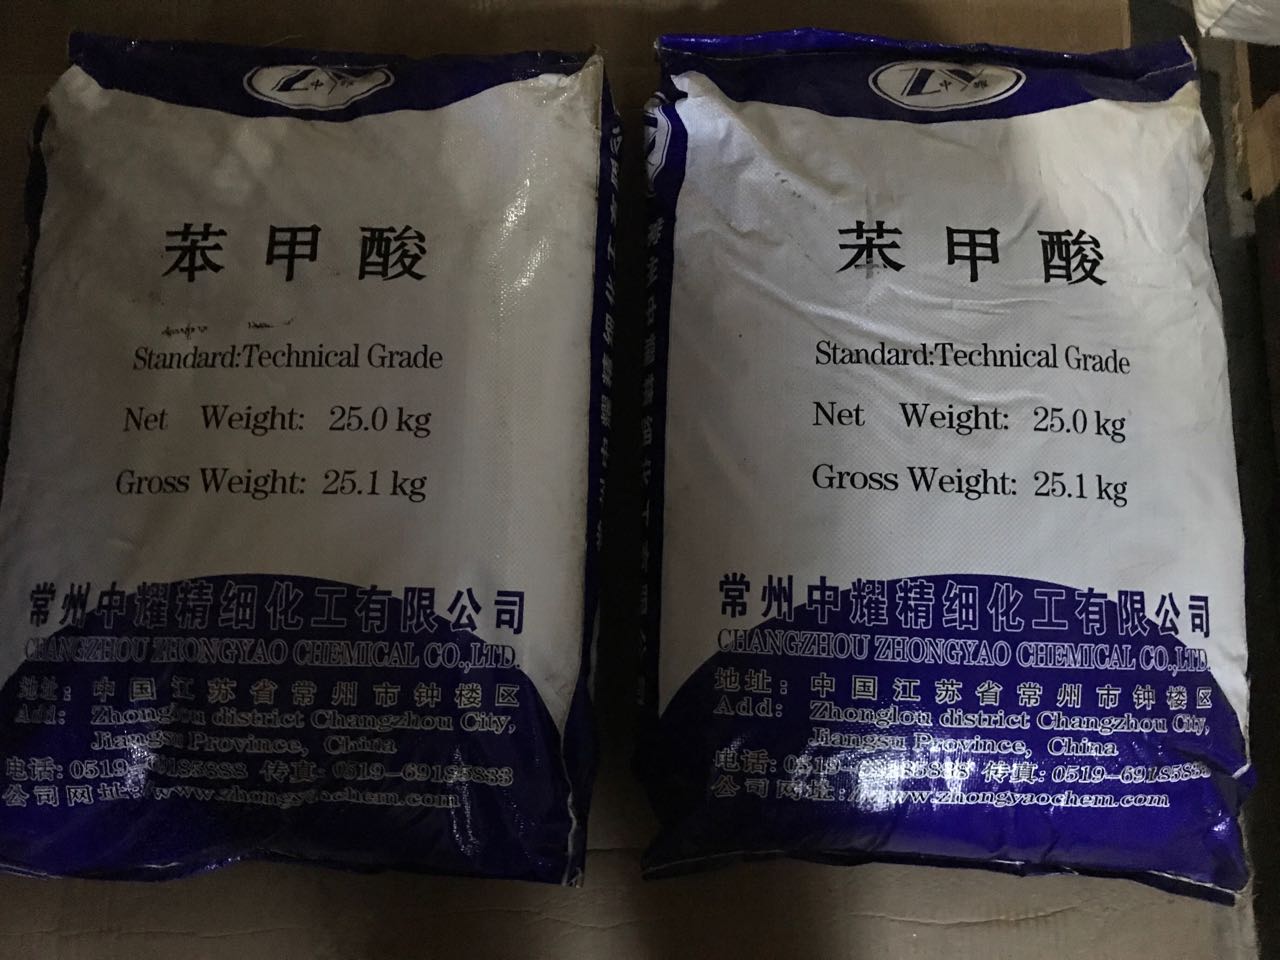 苯甲酸
Standard:Technical Grade
Net Weight: 25.0 kg
Gross Weight: 25.1 kg
常州中耀精细化工有限公司
CHANGZHOU ZHONGYAO CHEMICAL CO.,LTD.
地址: 中国江苏省常州市钟楼区
Add: Zhonglou district Changzhou City,
Jiangsu Province, China
电话: 0519 传真: 0519-69185833
公司网址: www.zhongyaochem.com
苯甲酸
Standard:Technical Grade
Net Weight: 25.0 kg
Gross Weight: 25.1 kg
常州中耀精细化工有限公司
CHANGZHOU ZHONGYAO CHEMICAL CO.,LTD.
地址: 中国江苏省常州市钟楼区
Add: Zhonglou district Changzhou City,
Jiangsu Province, China
电话: 传真: 0519-69185833
公司网址: www.zhongyaochem.com